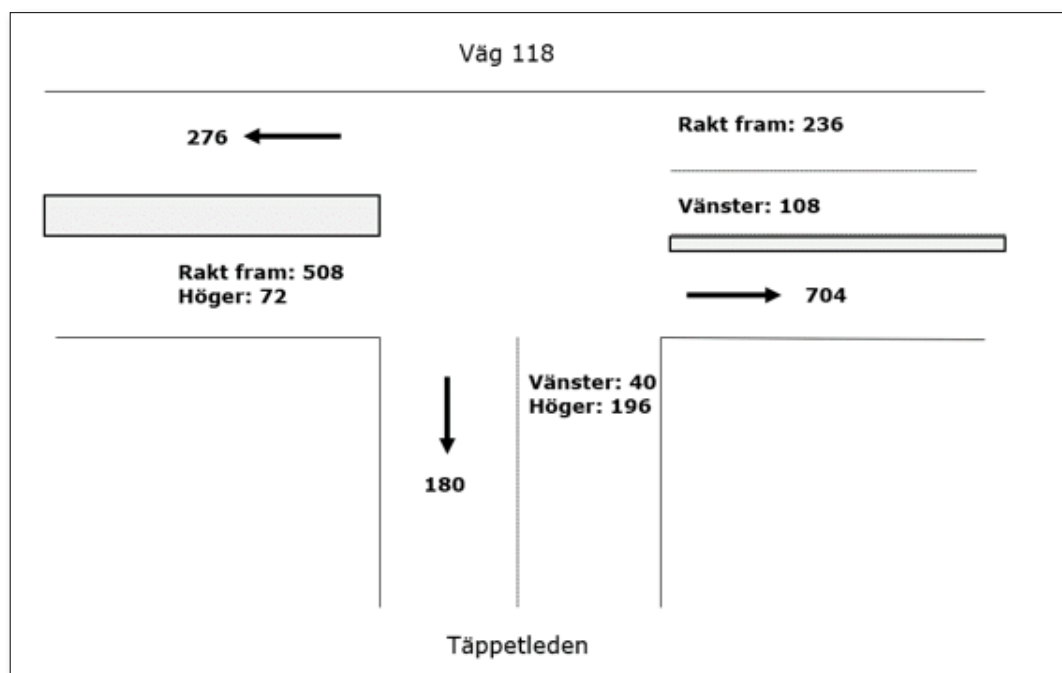 Väg 118
276
Rakt fram: 236
Vänster: 108
Rakt fram: 508
Höger: 72
704
Vänster: 40
Höger: 196
180
Täppetleden